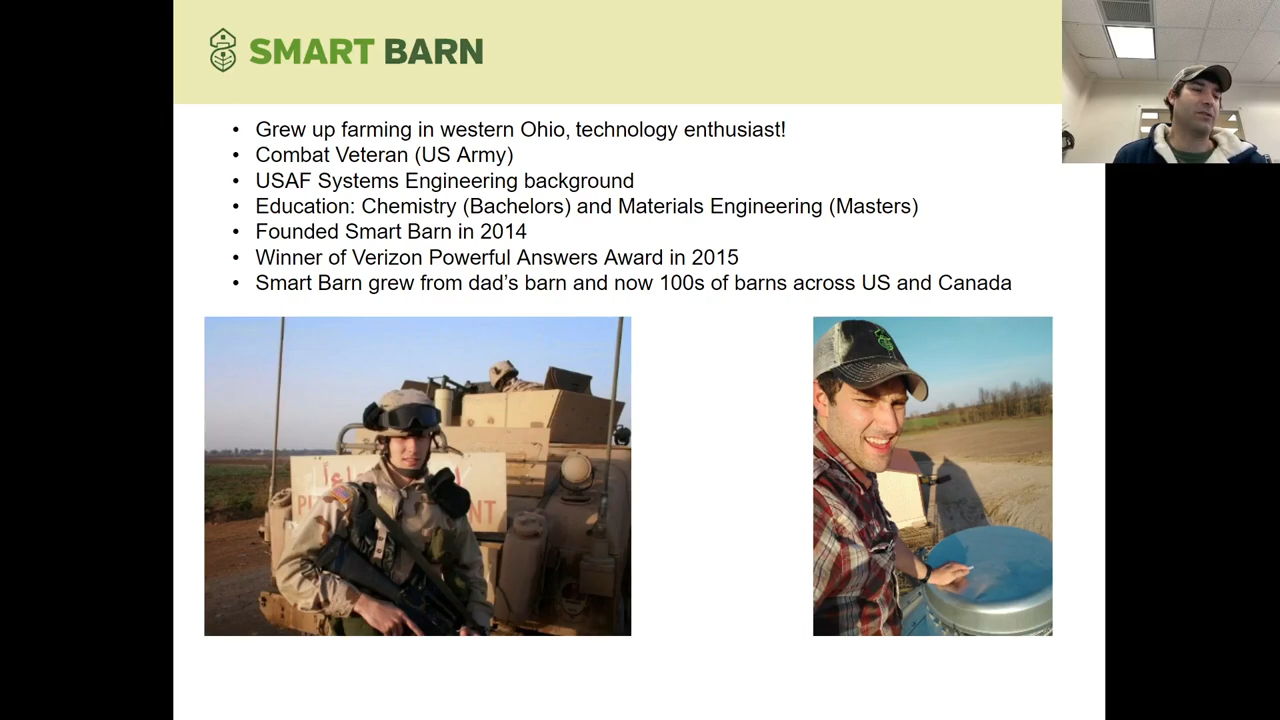 SMART BARN
• Grew up farming in western Ohio, technology enthusiast!
• Combat Veteran (US Army)
• USAF Systems Engineering background
• Education: Chemistry (Bachelors) and Materials Engineering (Masters)
• Founded Smart Barn in 2014
• Winner of Verizon Powerful Answers Award in 2015
• Smart Barn grew from dad's barn and now 100s of barns across US and Canada